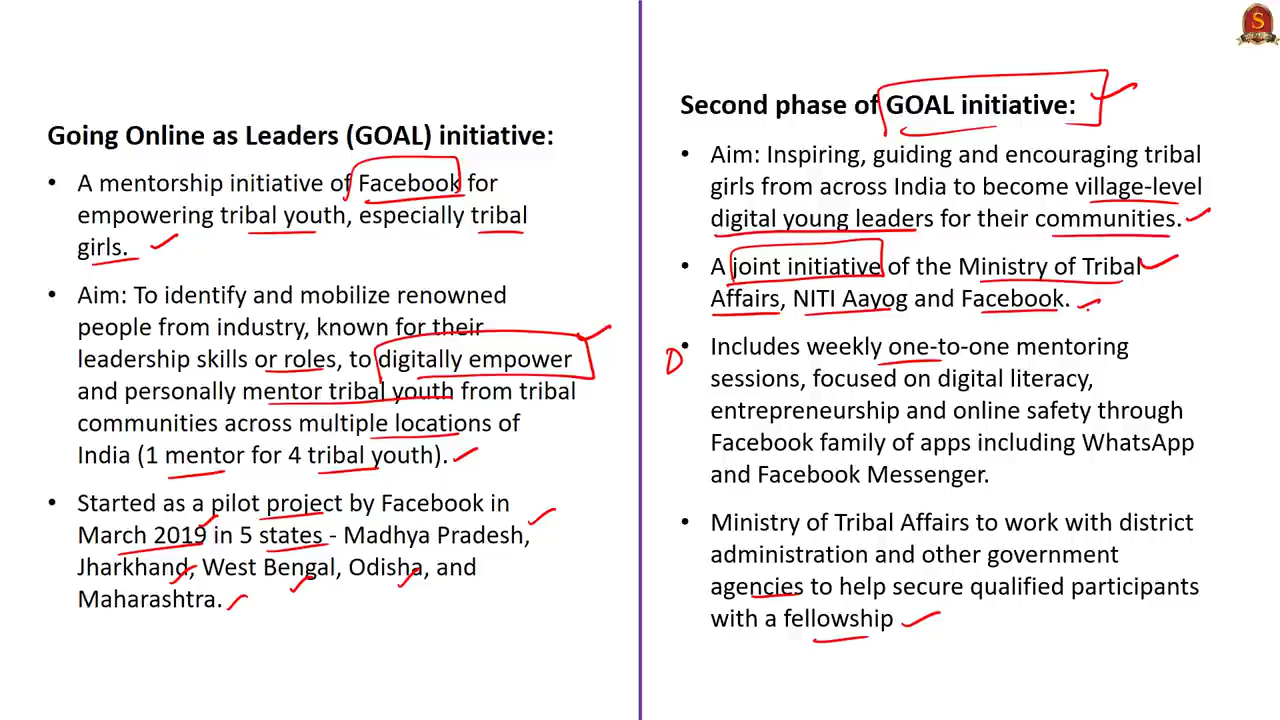 Going Online as Leaders (GOAL) initiative:
• A mentorship initiative of Facebook for
empowering tribal youth, especially tribal
girls.
• Aim: To identify and mobilize renowned
people from industry, known for their
leadership skills or roles, to digitally empower
and personally mentor tribal youth from tribal
communities across multiple locations of
India (1 mentor for 4 tribal youth).
• Started as a pilot project by Facebook in
March 2019 in 5 states - Madhya Pradesh,
Jharkhand, West Bengal, Odisha, and
Maharashtra.
S
Second phase of GOAL initiative:
• Aim: Inspiring, guiding and encouraging tribal
girls from across India to become village-level
digital young leaders for their communities.
• A joint initiative of the Ministry of Tribal
Affairs, NITI Aayog and Facebook.
• Includes weekly one-to-one mentoring
sessions, focused on digital literacy,
entrepreneurship and online safety through
Facebook family of apps including WhatsApp
and Facebook Messenger.
• Ministry of Tribal Affairs to work with district
administration and other government
agencies to help secure qualified participants
with a fellowship